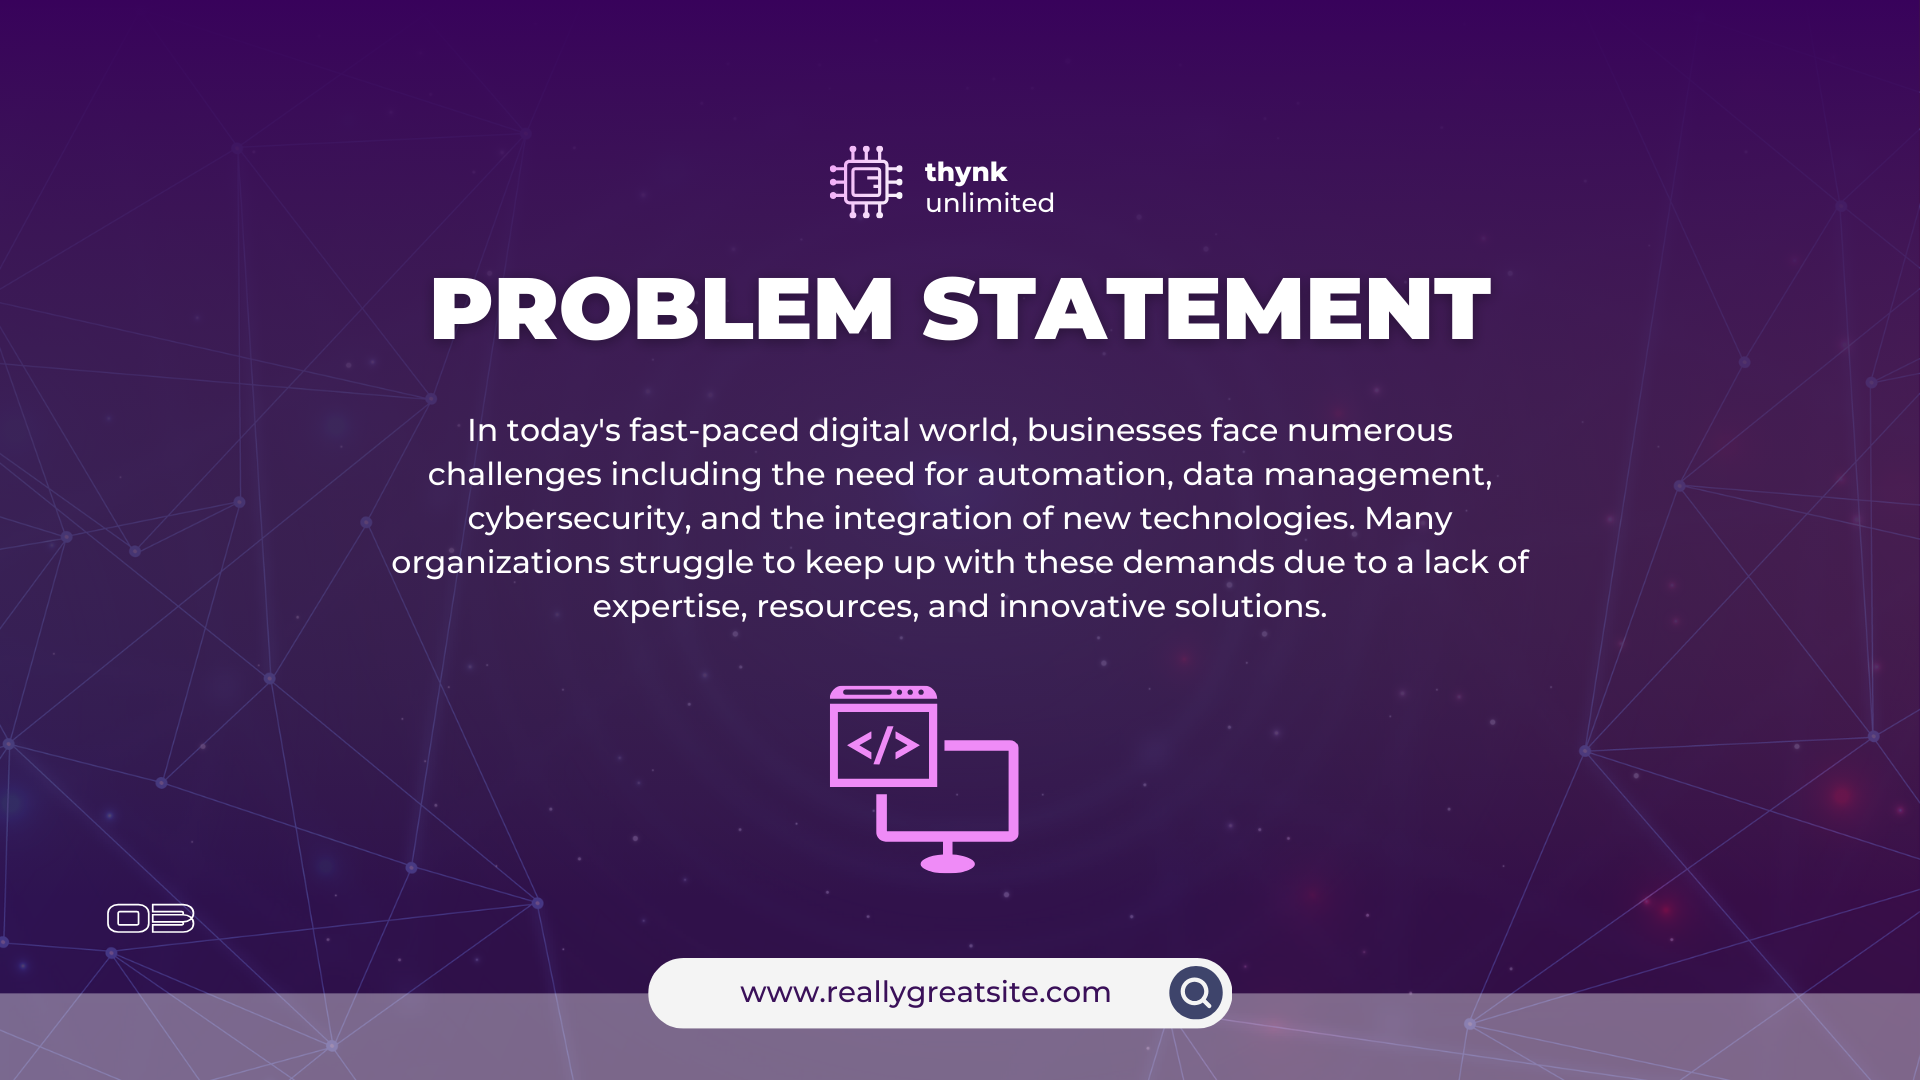 thynk
unlimited
PROBLEM STATEMENT
In today's fast-paced digital world, businesses face numerous
challenges including the need for automation, data management,
cybersecurity, and the integration of new technologies. Many
organizations struggle to keep up with these demands due to a lack of
expertise, resources, and innovative solutions.
</>
03
www.reallygreatsite.com